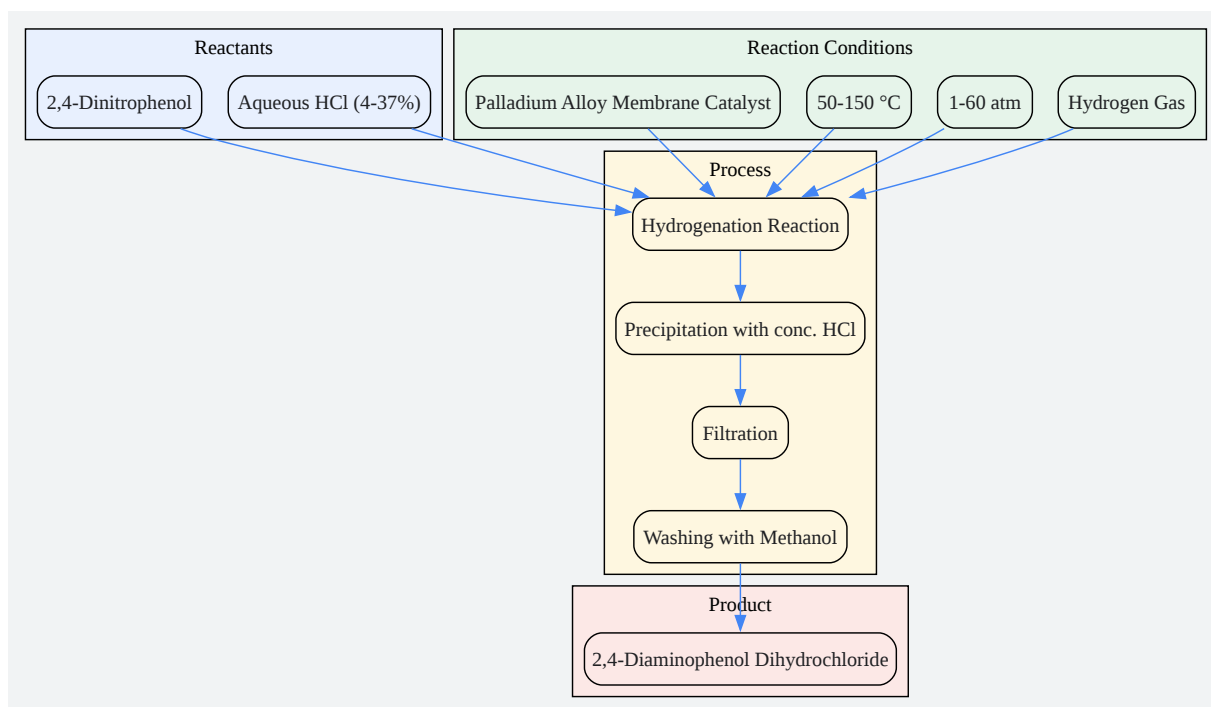 Reactants
2,4-Dinitrophenol
Aqueous HCl (4-37%)
Reaction Conditions
Palladium Alloy Membrane Catalyst
50-150 °C
1-60 atm
Hydrogen Gas
Process
Hydrogenation Reaction
Precipitation with conc. HCl
Filtration
Washing with Methanol
Product
2,4-Diaminophenol Dihydrochloride